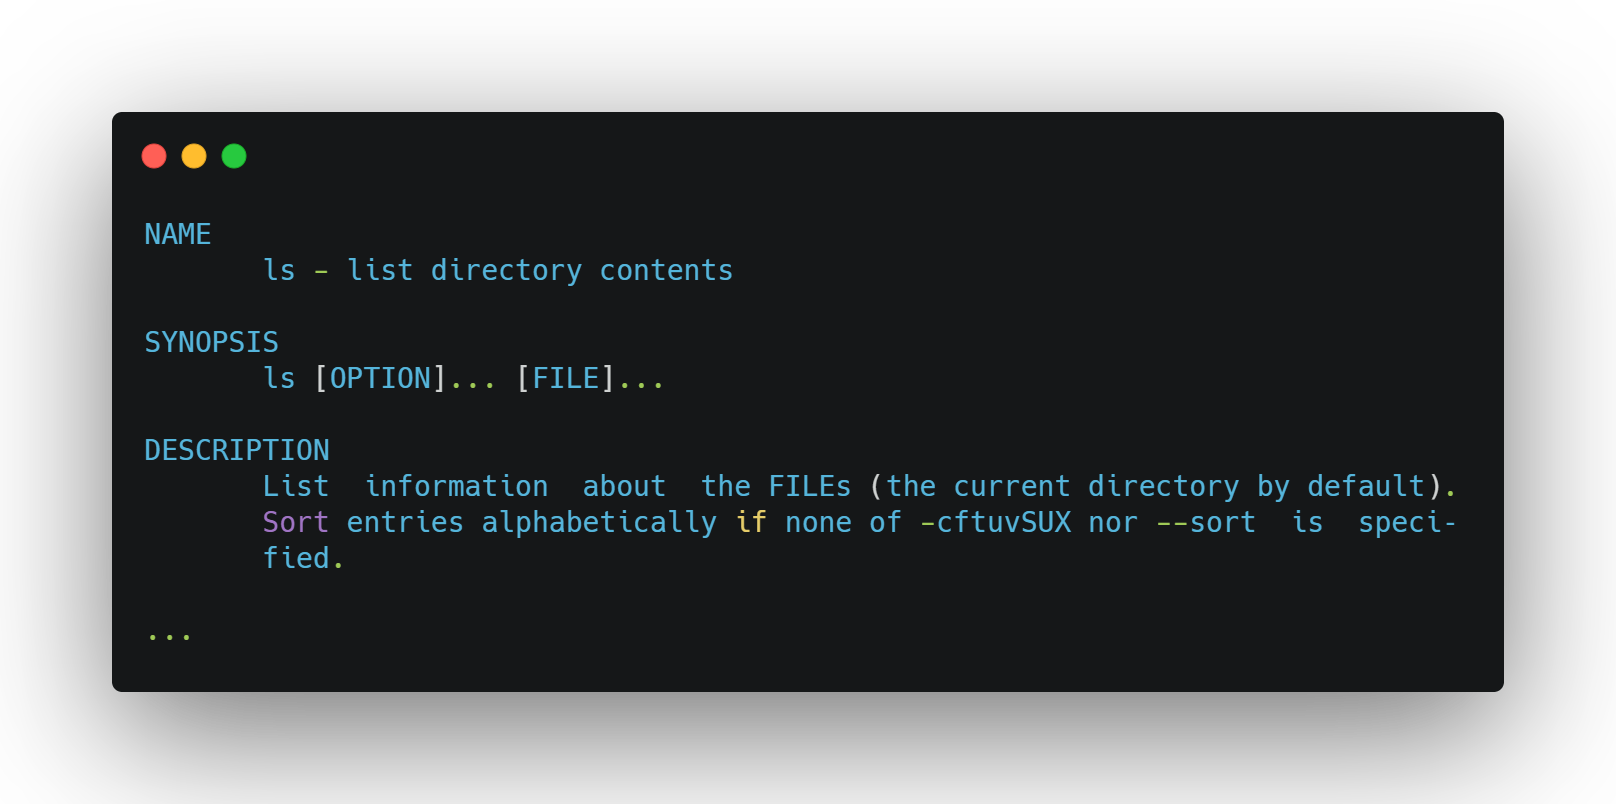 NAME
ls - list directory contents
SYNOPSIS
ls [OPTION]... [FILE]...
DESCRIPTION
List  information  about  the FILEs (the current directory by default).
Sort entries alphabetically if none of -cftuvSUX nor --sort  is  speci-
fied.
...